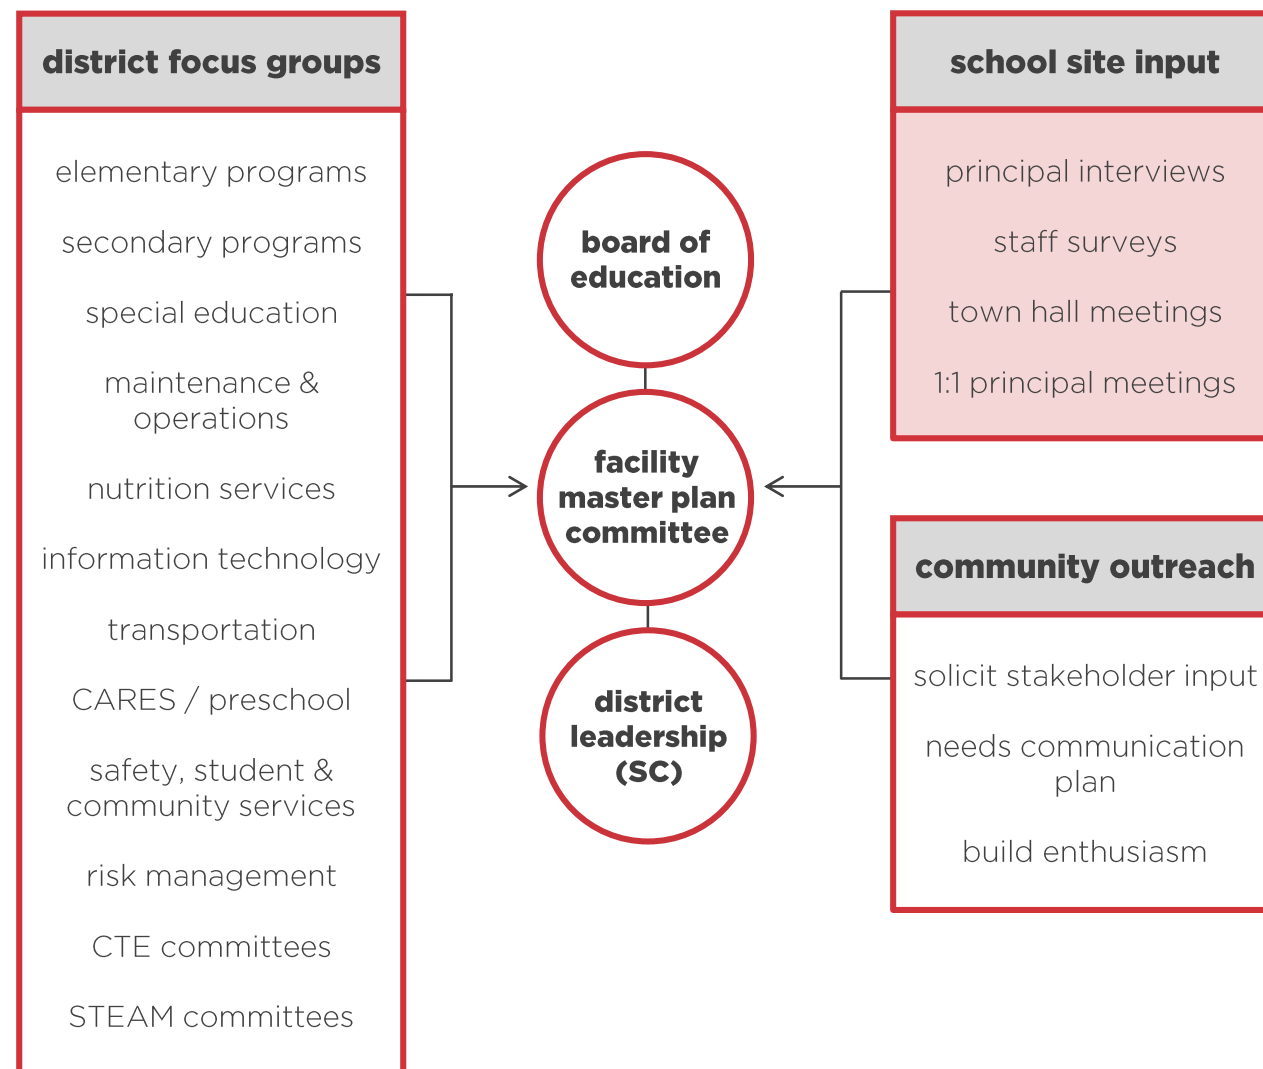 district focus groups
elementary programs
secondary programs
special education
maintenance &
operations
nutrition services
information technology
transportation
CARES / preschool
safety, student &
community services
risk management
CTE committees
STEAM committees
board of
education
facility
master plan
committee
district
leadership
(SC)
school site input
principal interviews
staff surveys
town hall meetings
1:1 principal meetings
community outreach
solicit stakeholder input
needs communication
plan
build enthusiasm